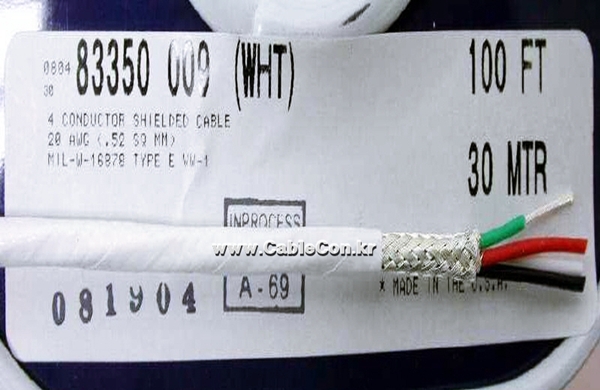 0804 83350 009 (WHT) 100 FT
30
4 CONDUCTOR SHIELDED CABLE
20 AWG (.52 SQ MM)
MIL-W-16878 TYPE E VW-1
30 MTR
INPROCESS
www.CableCon.kr
A-69
* MADE IN THE U.S.A.
081904